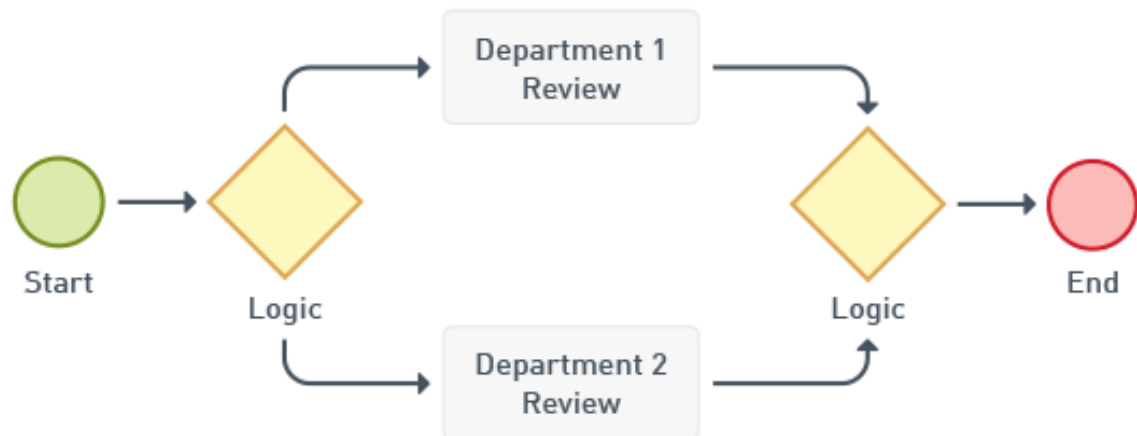 Department 1
Review
Start
Logic
Logic
End
Department 2
Review